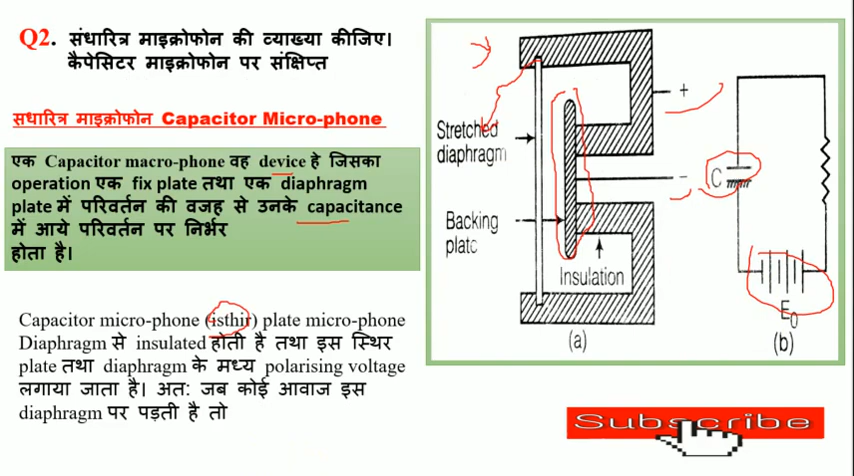 Q2. संधारित्र माइक्रोफोन की व्याख्या कीजिए।
कैपेसिटर माइक्रोफोन पर संक्षिप्त
सधारित्र माइक्रोफोन Capacitor Micro-phone
एक Capacitor macro-phone वह device हे जिसका
operation एक fix plate तथा एक diaphragm
plate में परिवर्तन की वजह से उनके capacitance
में आये परिवर्तन पर निर्भर
होता है।
Capacitor micro-phone (isthir) plate micro-phone
Diaphragm से insulated होती है तथा इस स्थिर
plate तथा diaphragm के मध्य polarising voltage
लगाया जाता है। अत: जब कोई आवाज इस
diaphragm पर पड़ती है तो
Stretched
diaphragm
Backing
plate
Insulation
+
−
(a)
C
E₀
(b)
Subscribe